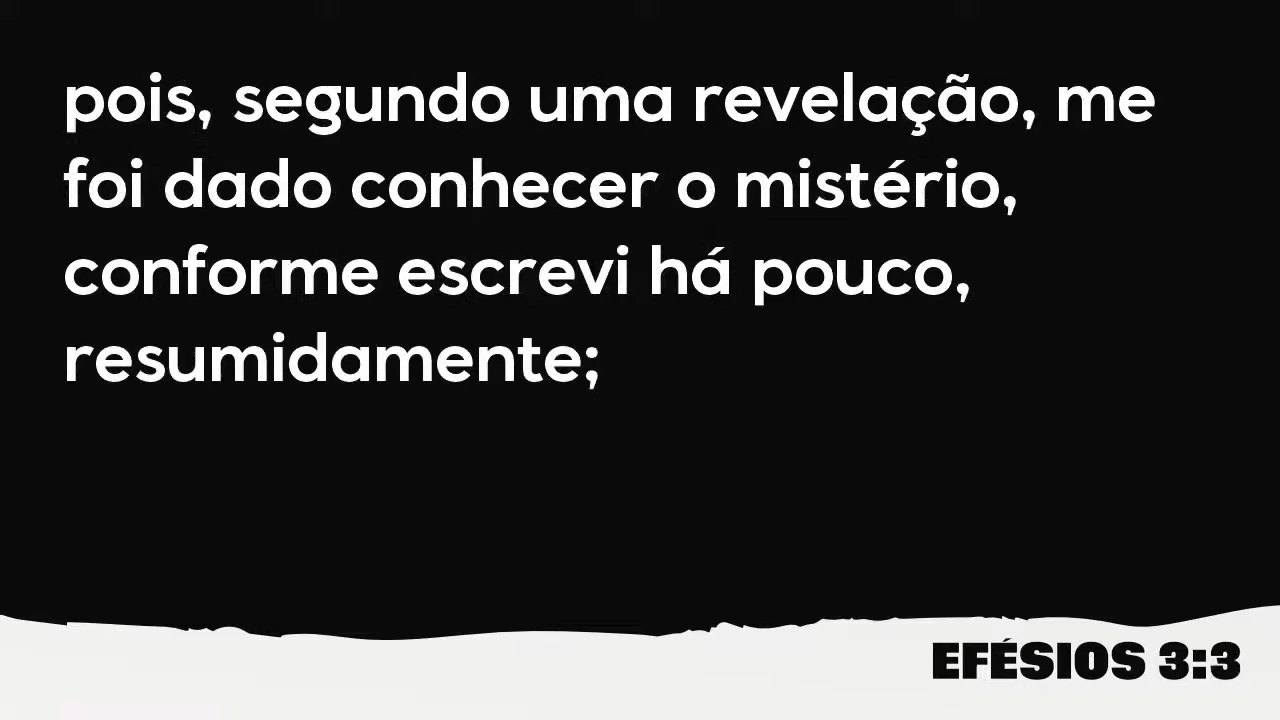 pois, segundo uma revelação, me
foi dado conhecer o mistério,
conforme escrevi há pouco,
resumidamente;
EFÉSIOS 3:3